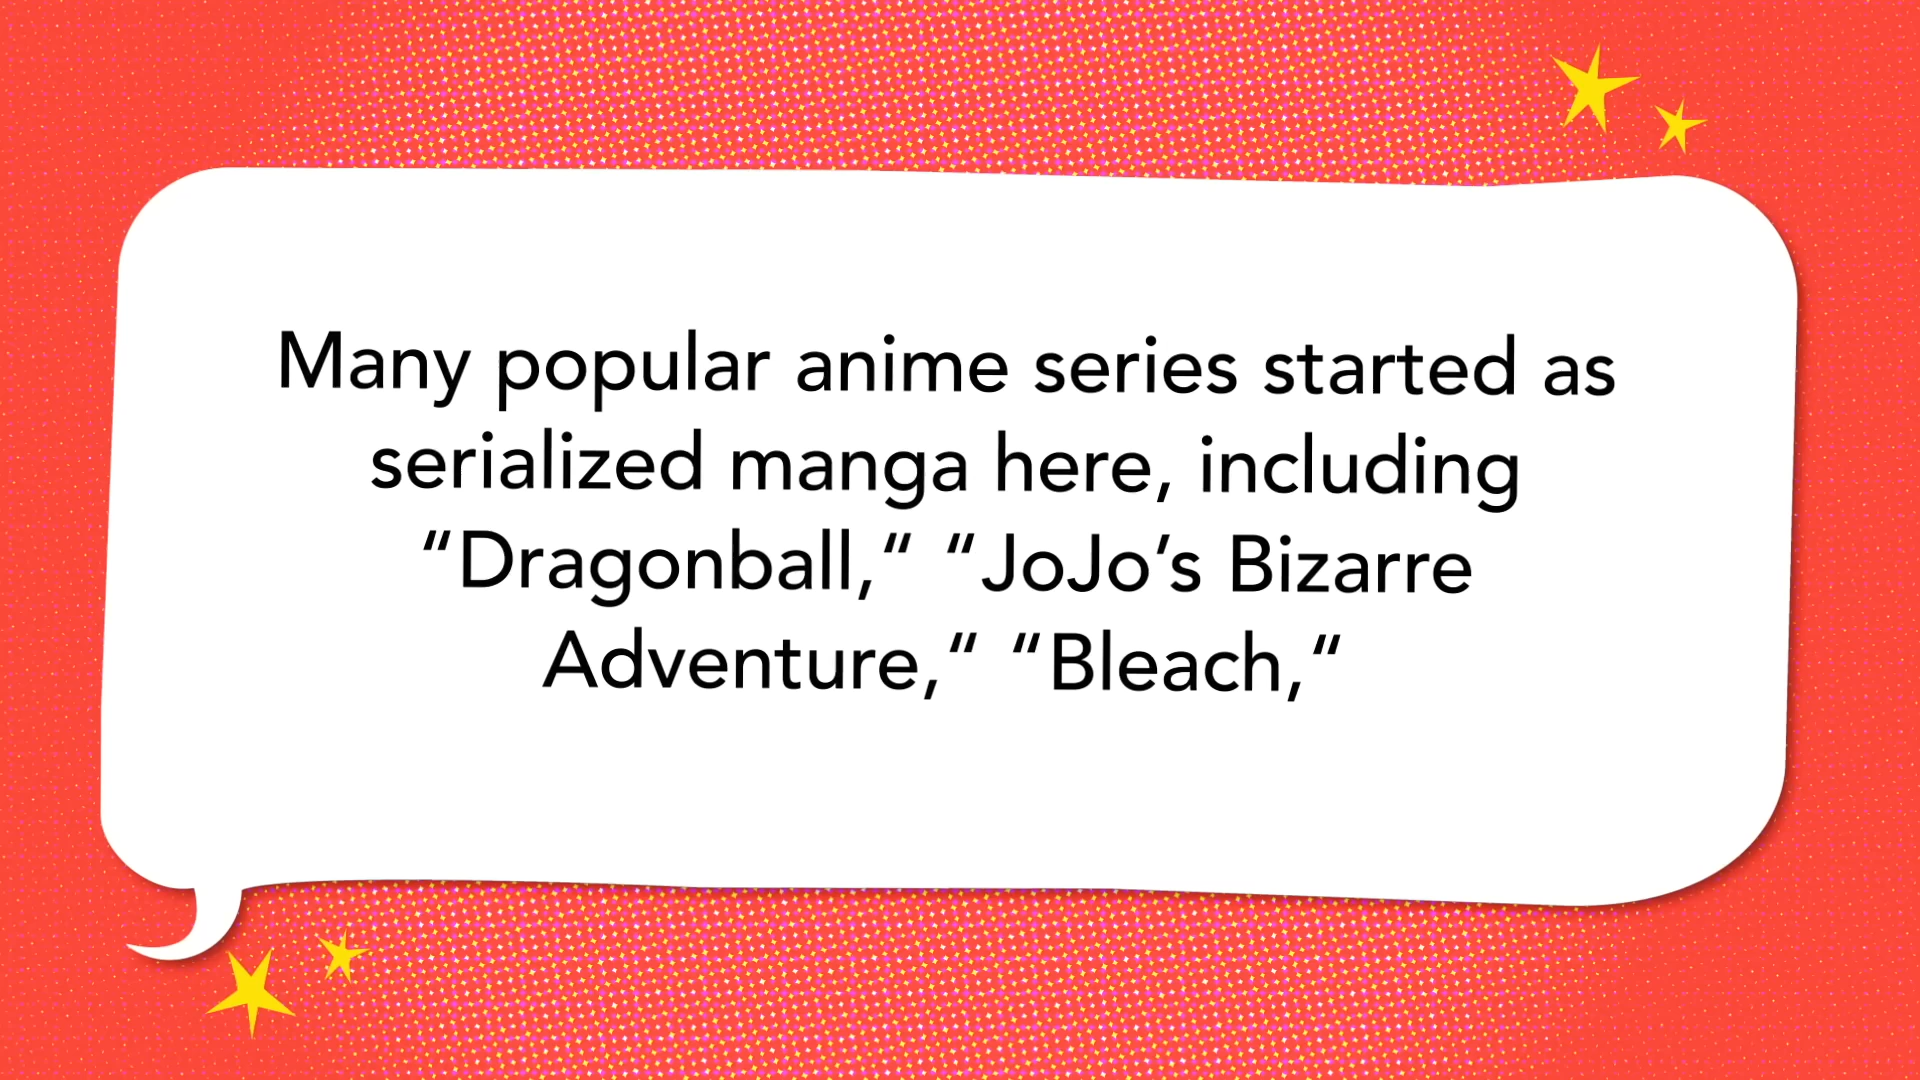 Many popular anime series started as
serialized manga here, including
“Dragonball,“ “JoJo’s Bizarre
Adventure,“ “Bleach,“